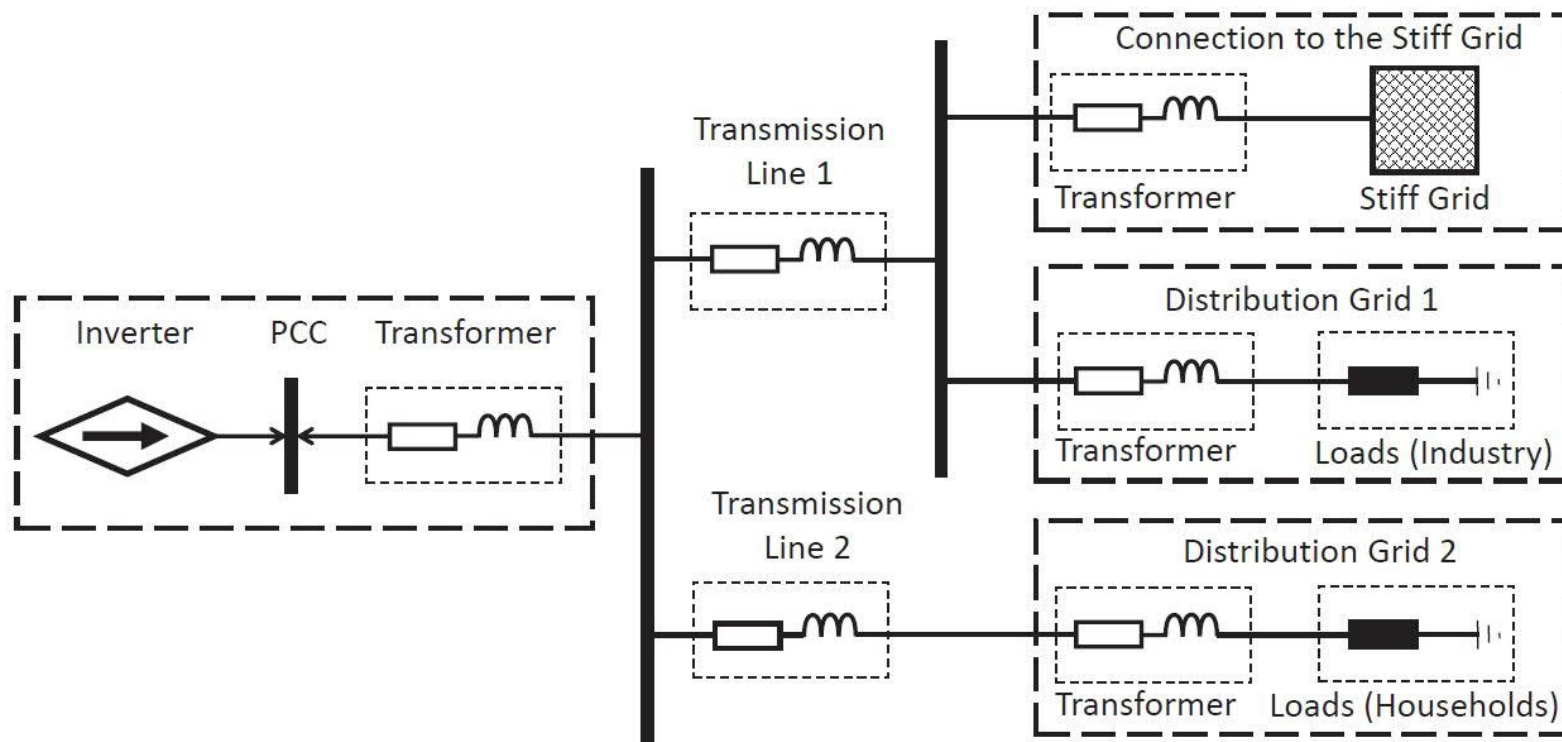 Connection to the Stiff Grid
Transmission
Line 1
Transformer
Stiff Grid
Distribution Grid 1
Inverter
PCC
Transformer
Transformer
Loads (Industry)
Transmission
Line 2
Distribution Grid 2
Transformer
Loads (Households)